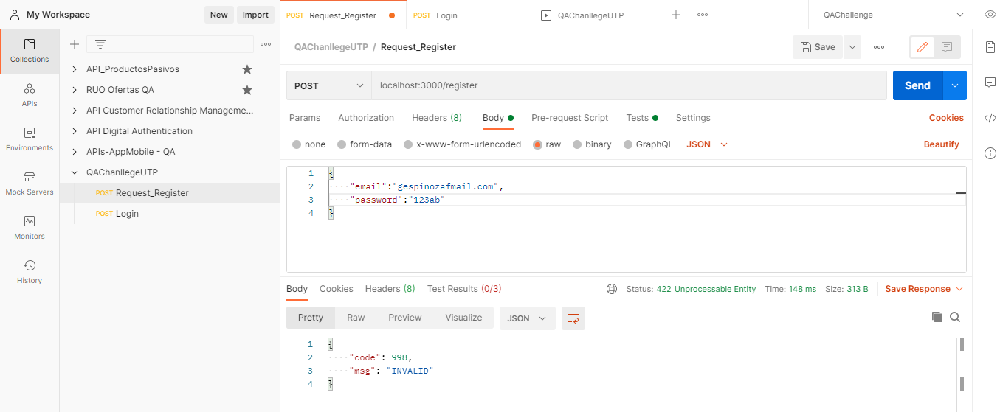 My Workspace
New
Import
POST Request_Register
POST Login
QAChanllegeUTP
QAChallenge
Collections
APIs
Environments
Mock Servers
Monitors
History
API_ProductosPasivos
RUO Ofertas QA
API Customer Relationship Manageme...
API Digital Authentication
APIs-AppMobile - QA
QAChanllegeUTP
POST Request_Register
POST Login
QAChanllegeUTP / Request_Register
Save
POST
localhost:3000/register
Send
Params Authorization Headers (8) Body Pre-request Script Tests Settings Cookies
none form-data x-www-form-urlencoded raw binary GraphQL JSON Beautify
1 {
2 "email":"gespinozafmail.com",
3 "password":"123ab"
4 }
Body Cookies Headers (8) Test Results (0/3) Status: 422 Unprocessable Entity Time: 148 ms Size: 313 B Save Response
Pretty Raw Preview Visualize JSON
1 {
2 "code": 998,
3 "msg": "INVALID"
4 }